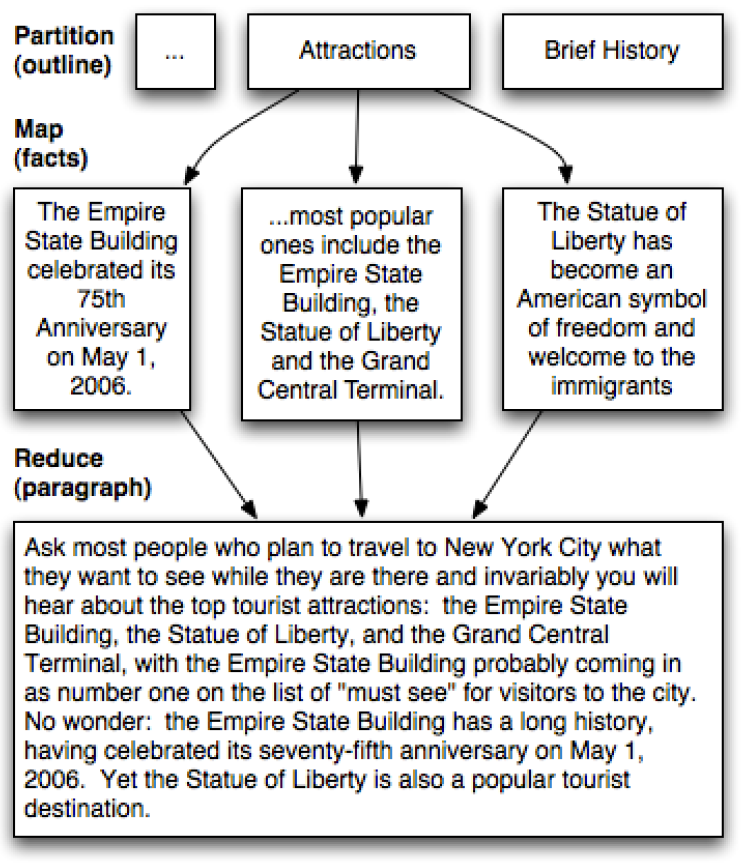 Partition
(outline)
...
Attractions
Brief History
Map
(facts)
The Empire
State Building
celebrated its
75th
Anniversary
on May 1,
2006.
...most popular
ones include the
Empire State
Building, the
Statue of Liberty
and the Grand
Central Terminal.
The Statue of
Liberty has
become an
American symbol
of freedom and
welcome to the
immigrants
Reduce
(paragraph)
Ask most people who plan to travel to New York City what
they want to see while they are there and invariably you will
hear about the top tourist attractions:  the Empire State
Building, the Statue of Liberty, and the Grand Central
Terminal, with the Empire State Building probably coming in
as number one on the list of "must see" for visitors to the city.
No wonder:  the Empire State Building has a long history,
having celebrated its seventy-fifth anniversary on May 1,
2006.  Yet the Statue of Liberty is also a popular tourist
destination.